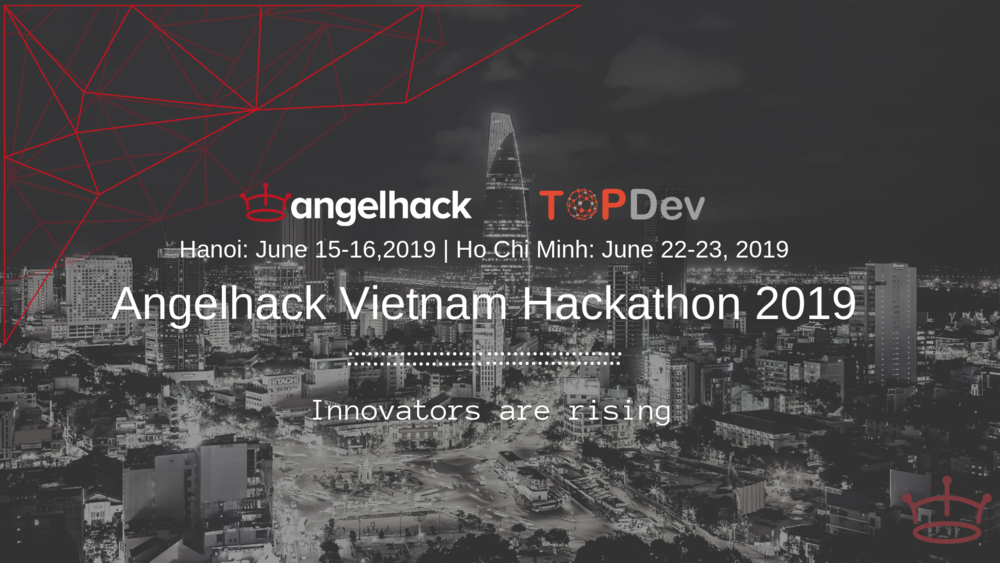 angelhack TOPDev
Hanoi: June 15-16,2019 | Ho Chi Minh: June 22-23, 2019
Angelhack Vietnam Hackathon 2019
HITACHI
Innovators are rising